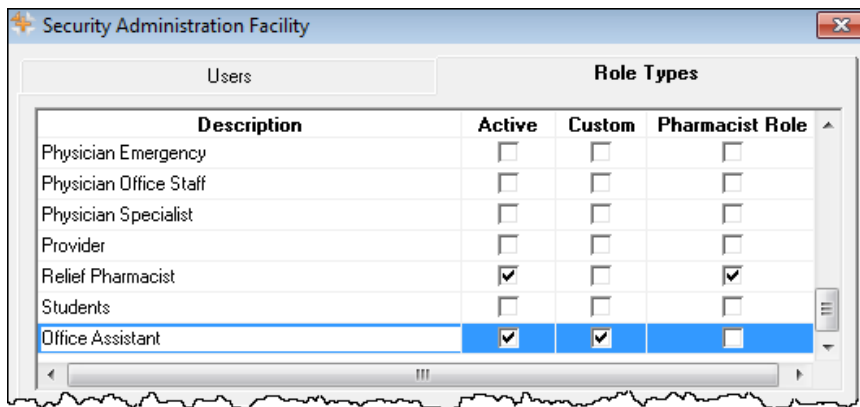 Security Administration Facility
Users
Role Types
Description Active Custom Pharmacist Role
Physician Emergency
Physician Office Staff
Physician Specialist
Provider
Relief Pharmacist
Students
Office Assistant